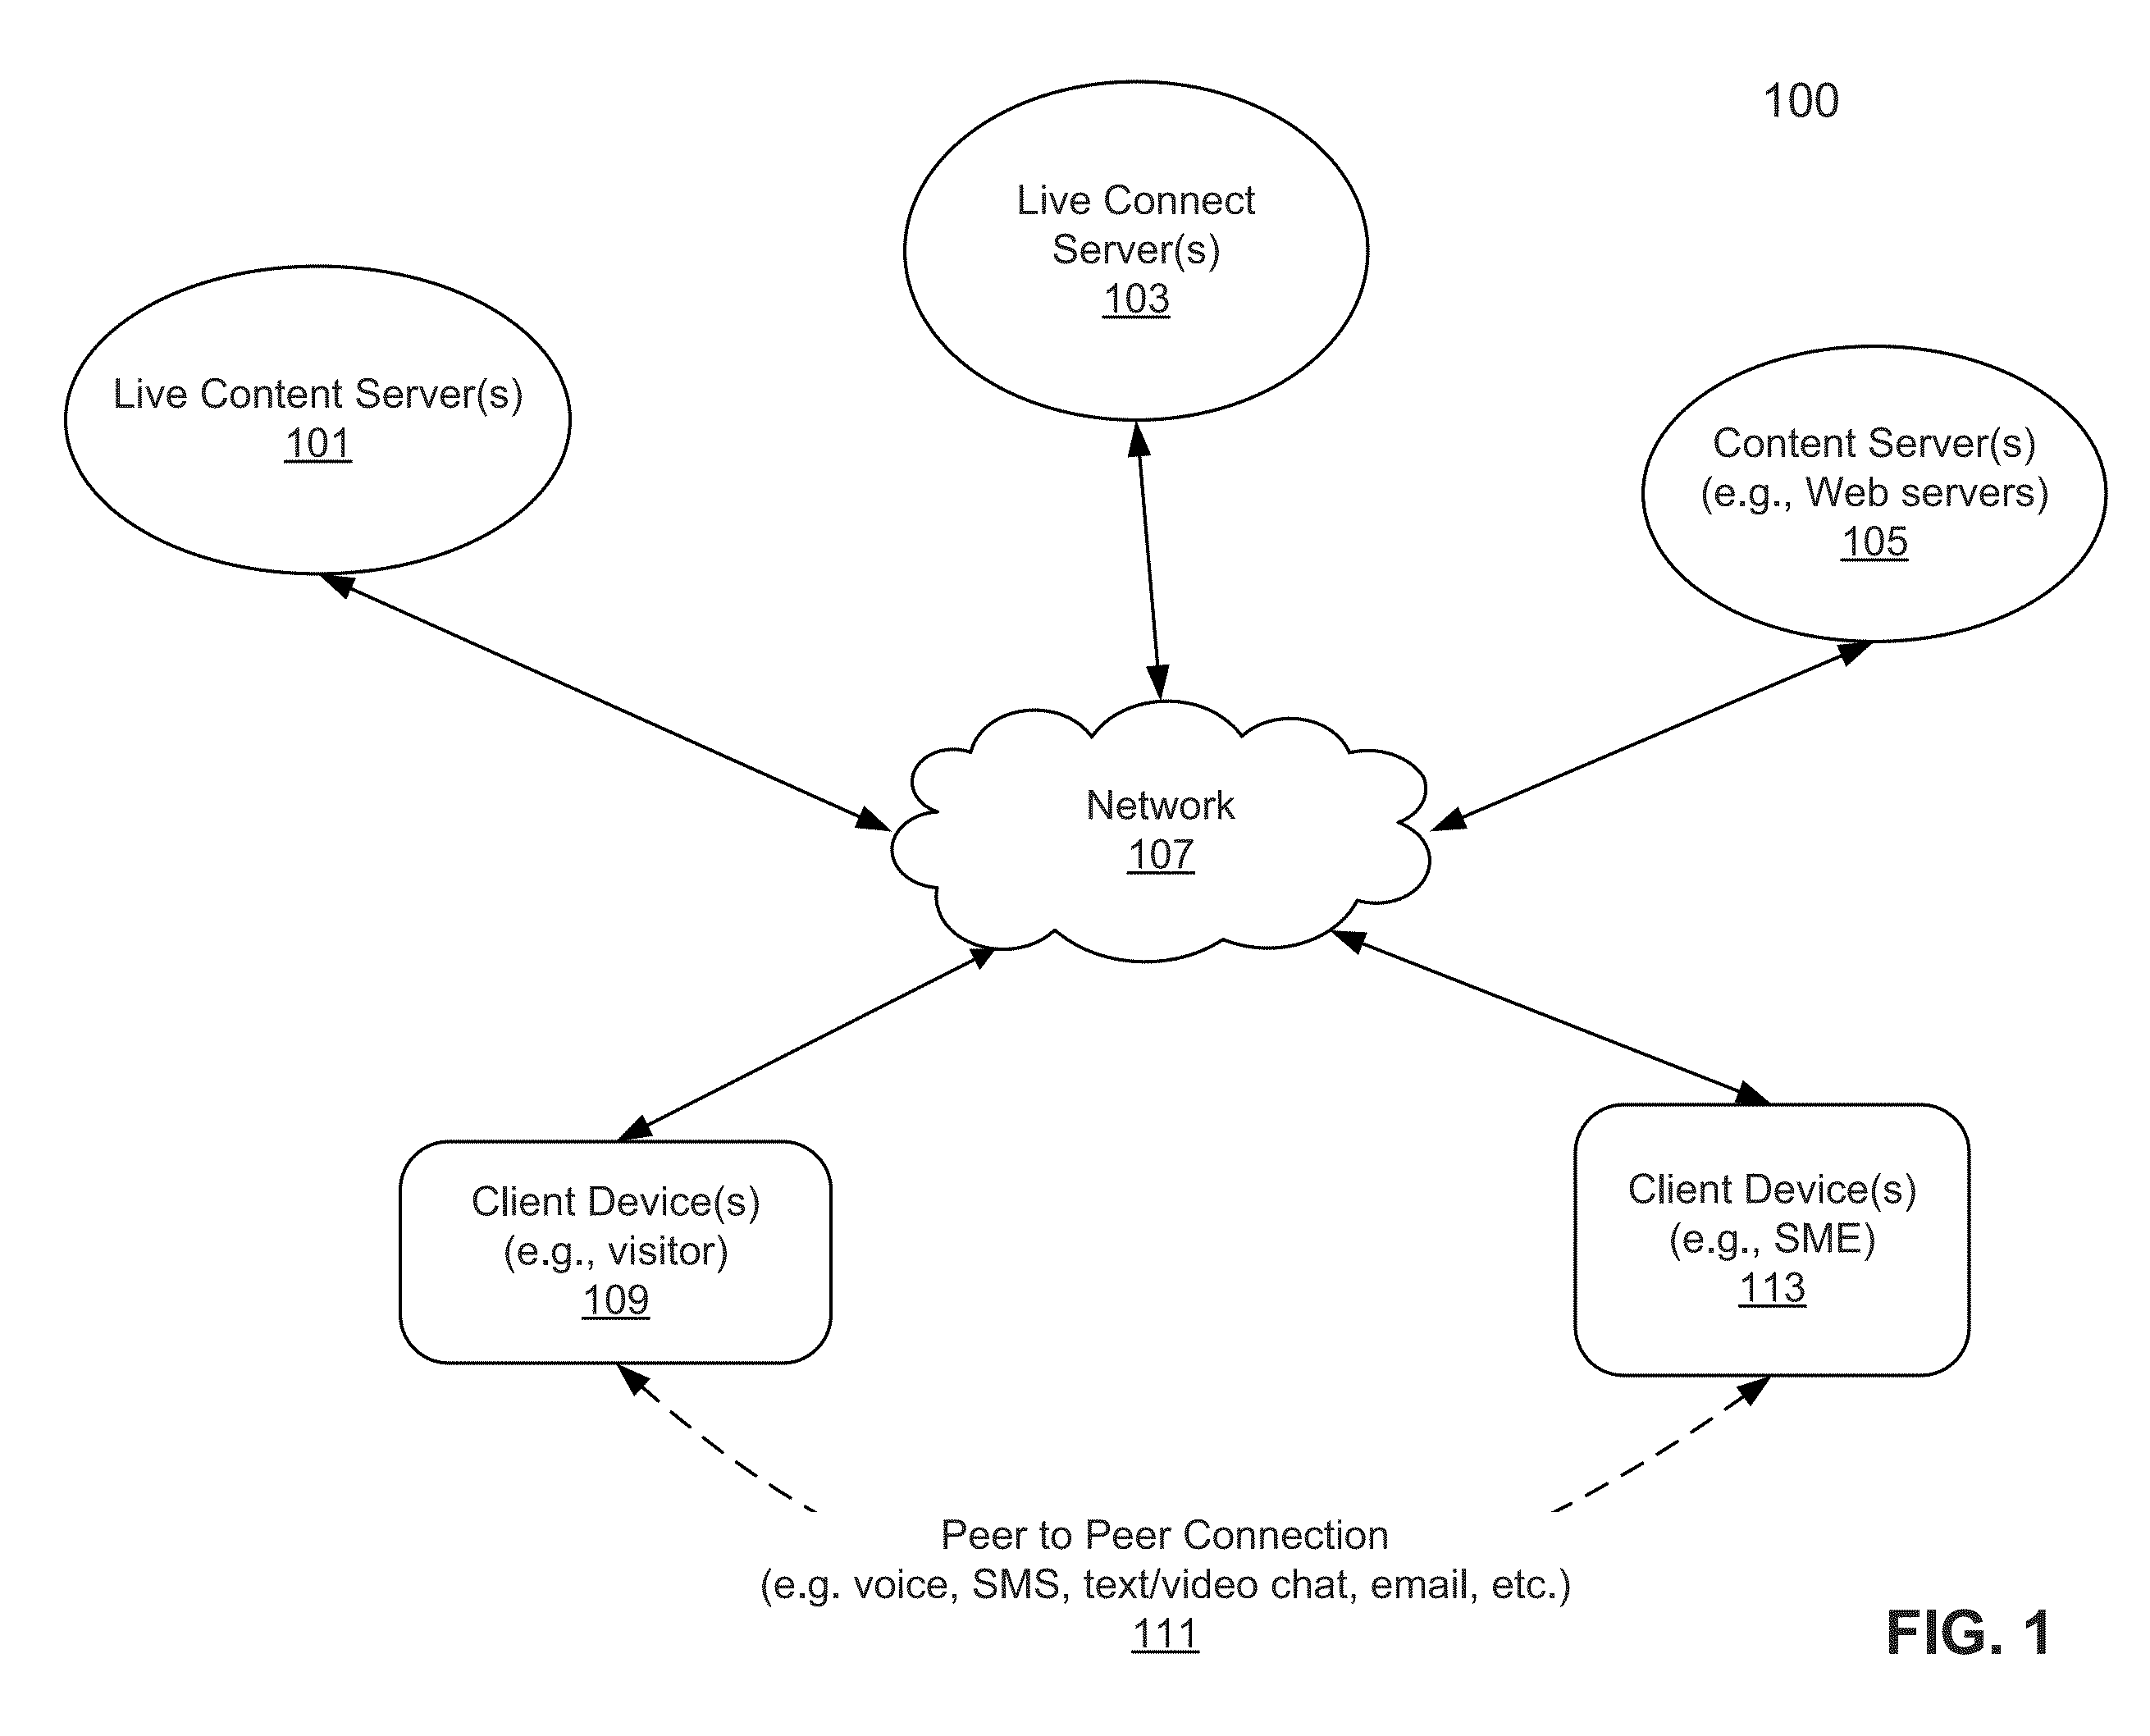 100
Live Connect
Server(s)
103
Live Content Server(s)
101
Content Server(s)
(e.g., Web servers)
105
Network
107
Client Device(s)
(e.g., visitor)
109
Client Device(s)
(e.g., SME)
113
Peer to Peer Connection
(e.g. voice, SMS, text/video chat, email, etc.)
111
FIG. 1